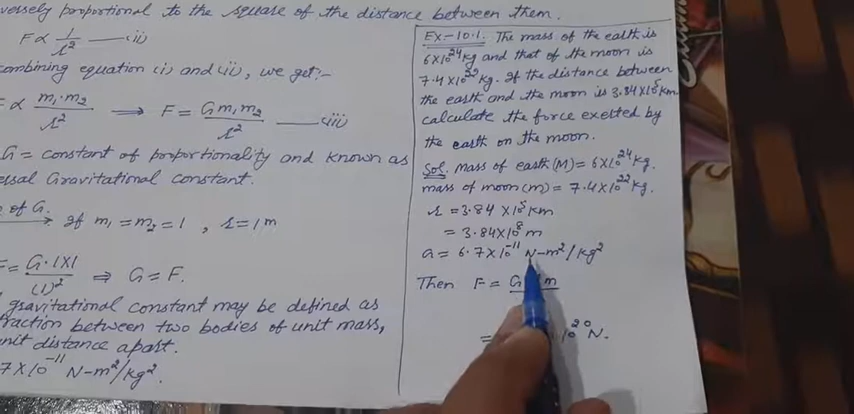 versely proportional to the square of the distance between them.
F ∝ 1/r² —(ii)
combining equation (i) and (ii), we get:-
F ∝ m₁·m₂/r² ⟹ F = Gm₁m₂/r² —(iii)
G = constant of proportionality and known as
ersal Gravitational constant.
of G. If m₁ = m₂ = 1 , r = 1m
F = G·1×1/(1)² ⇒ G = F.
gravitational constant may be defined as
raction between two bodies of unit mass,
nit distance apart.
7×10⁻¹¹ N-m²/kg².
EX:-10.1. The mass of the earth is
6×10²⁴kg and that of the moon is
7.4×10²²kg. If the distance between
the earth and the moon is 3.84×10⁵km,
calculate the force exerted by
the earth on the moon.
Sol. mass of earth (M) = 6×10²⁴kg.
mass of moon (m) = 7.4×10²²kg.
r = 3.84 ×10⁵km
= 3.84×10⁸m
G = 6.7×10⁻¹¹ N-m²/kg²
Then F = G m
= 10²⁰N.